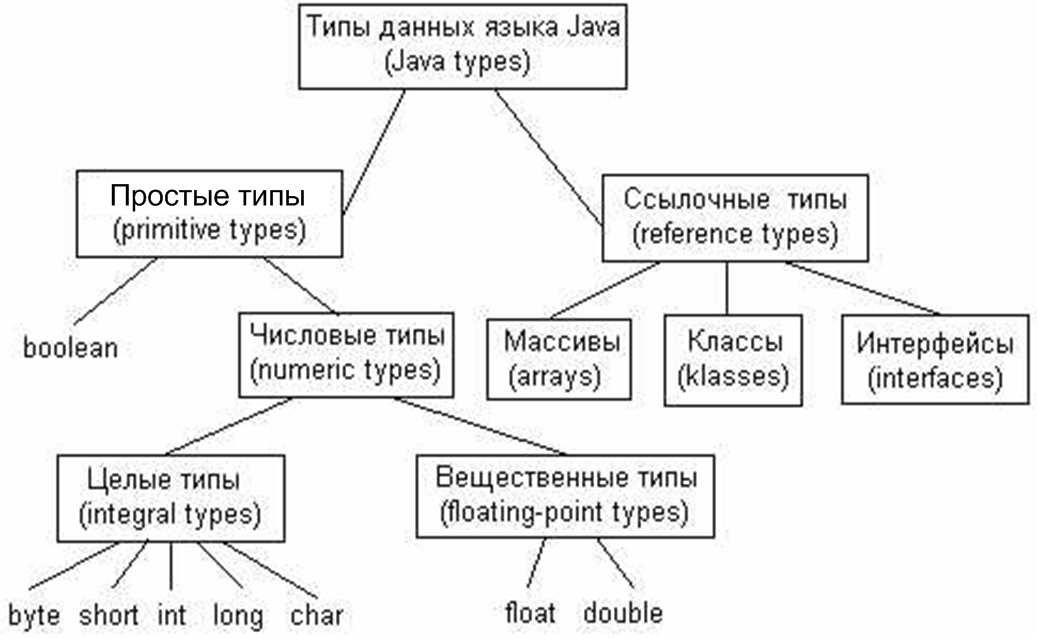 Типы данных языка Java
(Java types)
Простые типы
(primitive types)
Ссылочные типы
(reference types)
boolean
Числовые типы
(numeric types)
Массивы
(arrays)
Классы
(klasses)
Интерфейсы
(interfaces)
Целые типы
(integral types)
Вещественные типы
(floating-point types)
byte short int long char
float double